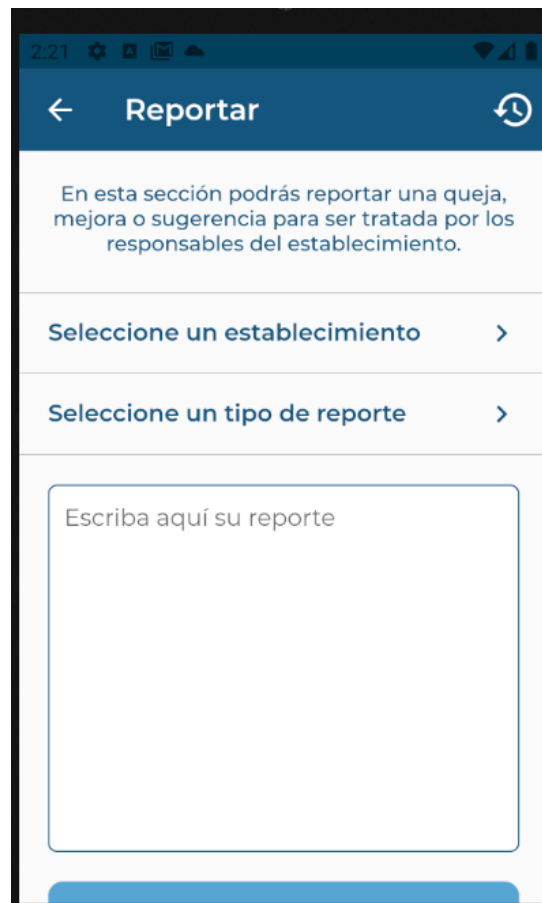 2:21
Reportar
En esta sección podrás reportar una queja,
mejora o sugerencia para ser tratada por los
responsables del establecimiento.
Seleccione un establecimiento
Seleccione un tipo de reporte
Escriba aquí su reporte